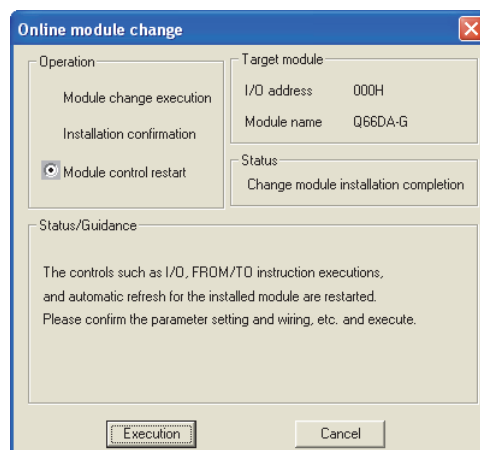 Online module change
Operation
Module change execution
Installation confirmation
Module control restart
Target module
I/O address 000H
Module name Q66DA-G
Status
Change module installation completion
Status/Guidance
The controls such as I/O, FROM/TO instruction executions,
and automatic refresh for the installed module are restarted.
Please confirm the parameter setting and wiring, etc. and execute.
Execution
Cancel